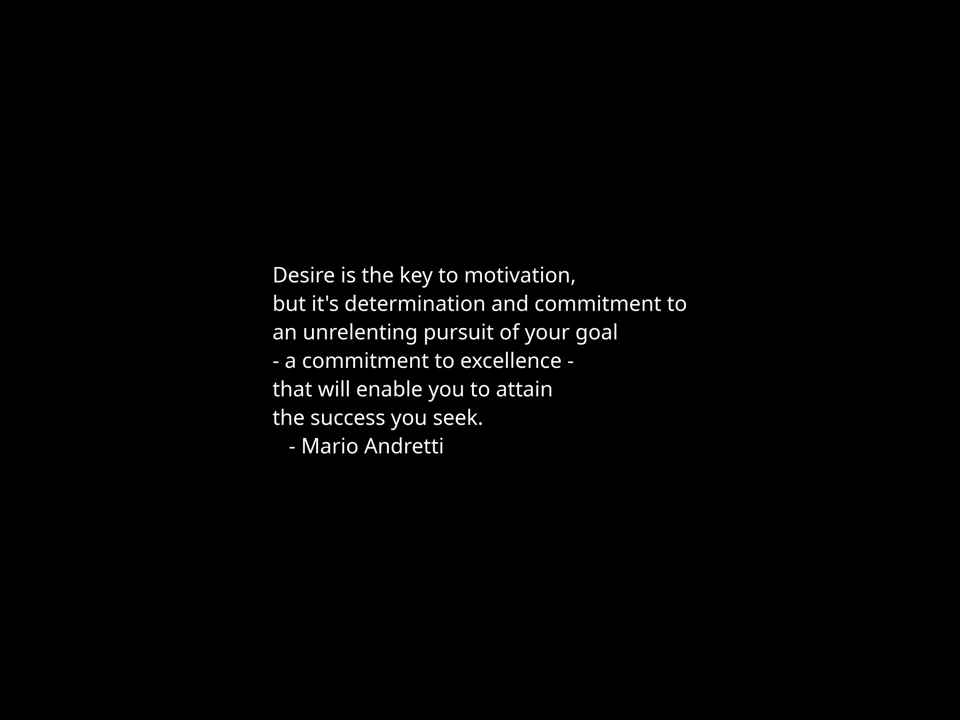 Desire is the key to motivation,
but it's determination and commitment to
an unrelenting pursuit of your goal
- a commitment to excellence -
that will enable you to attain
the success you seek.
- Mario Andretti